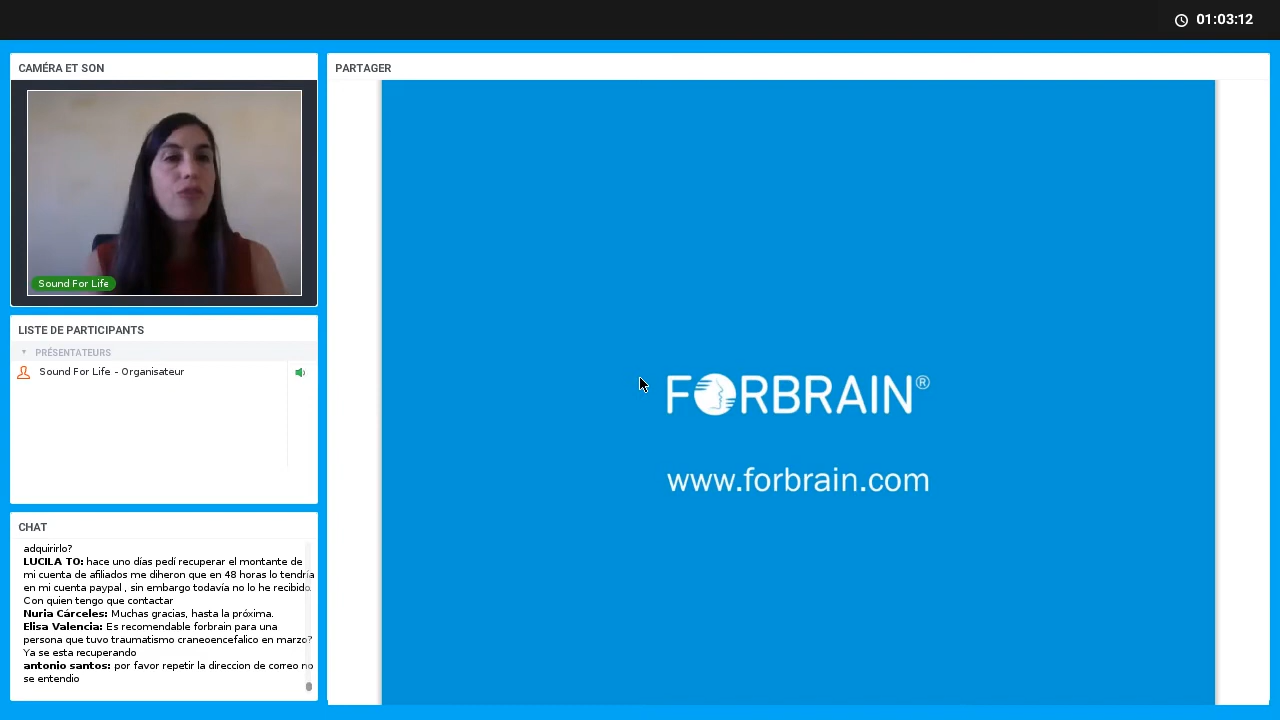 01:03:12
CAMÉRA ET SON
Sound For Life
LISTE DE PARTICIPANTS
PRÉSENTATEURS
Sound For Life - Organisateur
CHAT
adquirirlo?
LUCILA TO: hace uno días pedí recuperar el montante de
mi cuenta de afiliados me diheron que en 48 horas lo tendría
en mi cuenta paypal , sin embargo todavía no lo he recibido.
Con quien tengo que contactar
Nuria Cárceles: Muchas gracias, hasta la próxima.
Elisa Valencia: Es recomendable forbrain para una
persona que tuvo traumatismo craneoencefalico en marzo?
Ya se esta recuperando
antonio santos: por favor repetir la direccion de correo no
se entendio
PARTAGER
FORBRAIN®
www.forbrain.com